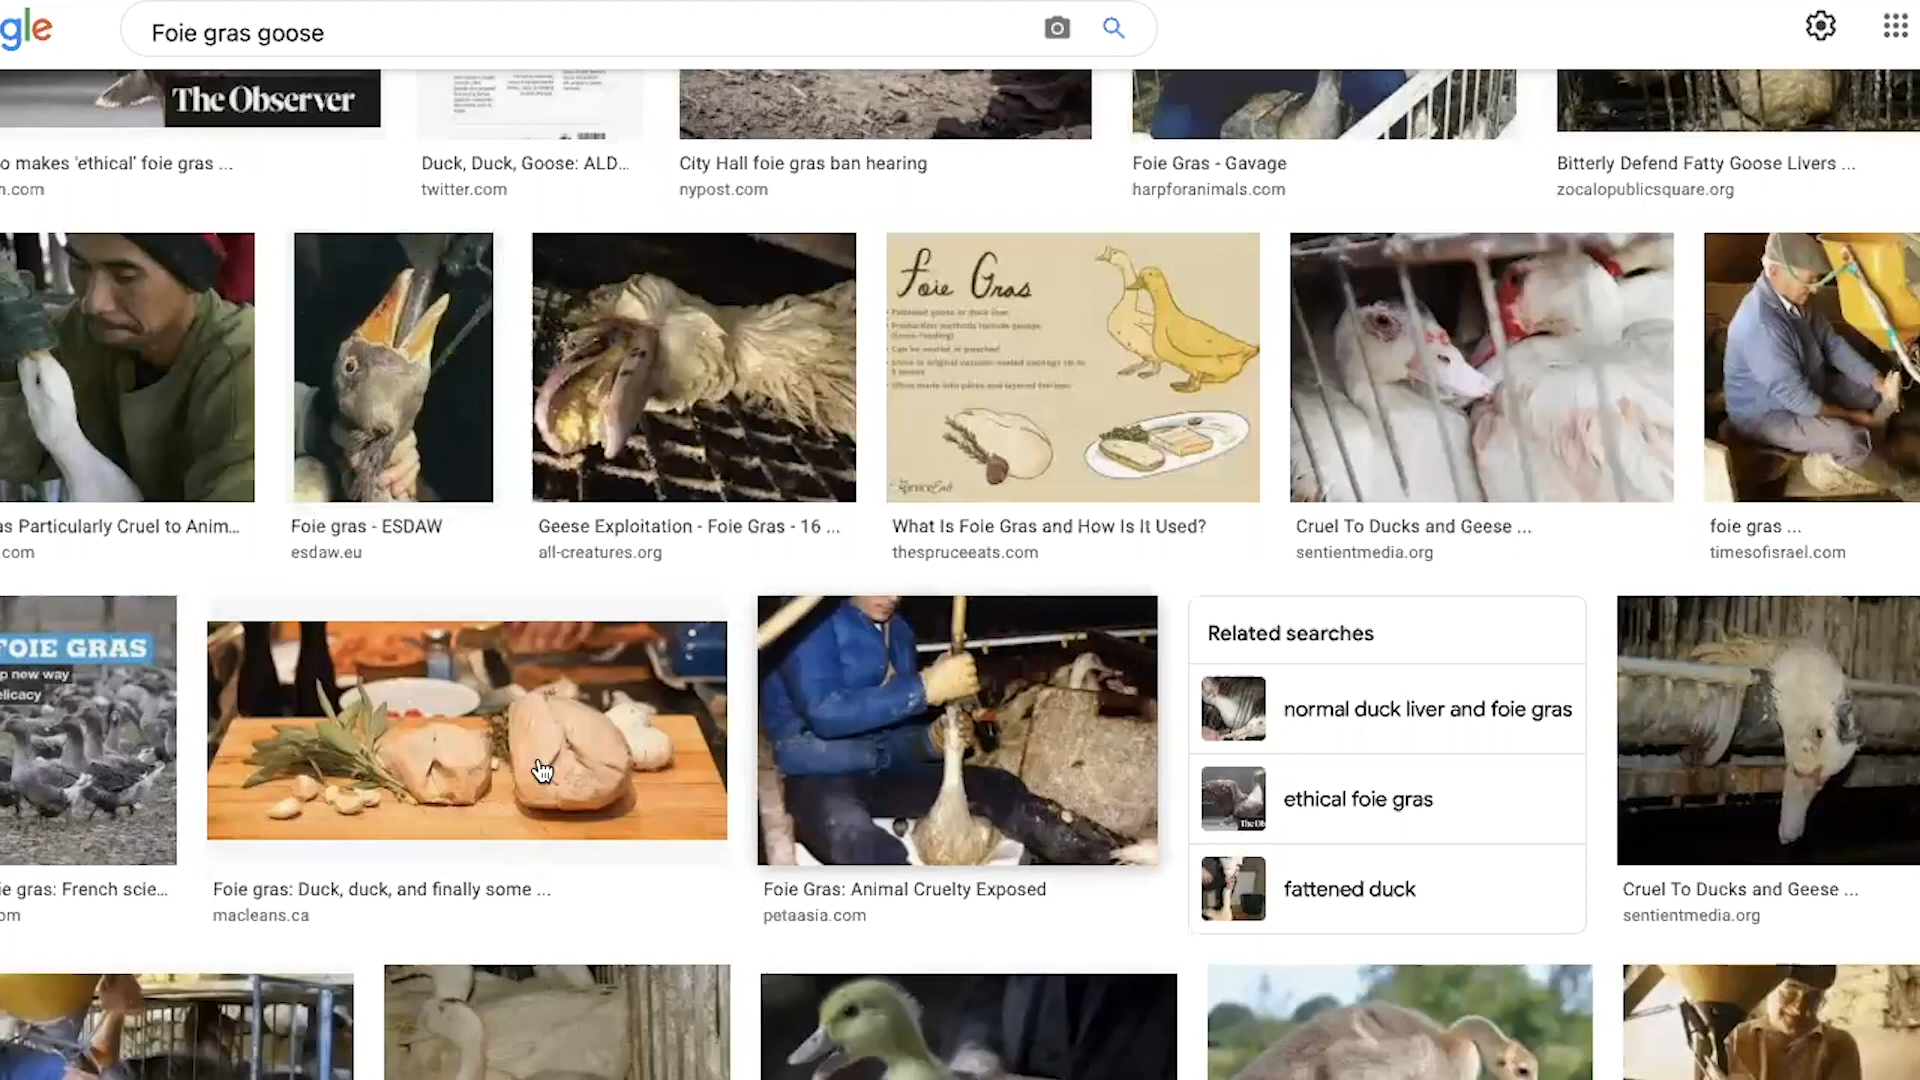 gle
Foie gras goose
The Observer
o makes 'ethical' foie gras ...
n.com
Duck, Duck, Goose: ALD...
twitter.com
City Hall foie gras ban hearing
nypost.com
Foie Gras - Gavage
harpforanimals.com
Bitterly Defend Fatty Goose Livers ...
zocalopublicsquare.org
Foie Gras
as Particularly Cruel to Anim...
.com
Foie gras - ESDAW
esdaw.eu
Geese Exploitation - Foie Gras - 16 ...
all-creatures.org
What Is Foie Gras and How Is It Used?
thespruceeats.com
Cruel To Ducks and Geese ...
sentientmedia.org
foie gras ...
timesofisrael.com
FOIE GRAS
p new way
elicacy
ie gras: French scie...
om
Foie gras: Duck, duck, and finally some ...
macleans.ca
Foie Gras: Animal Cruelty Exposed
petaasia.com
Related searches
normal duck liver and foie gras
ethical foie gras
fattened duck
Cruel To Ducks and Geese ...
sentientmedia.org